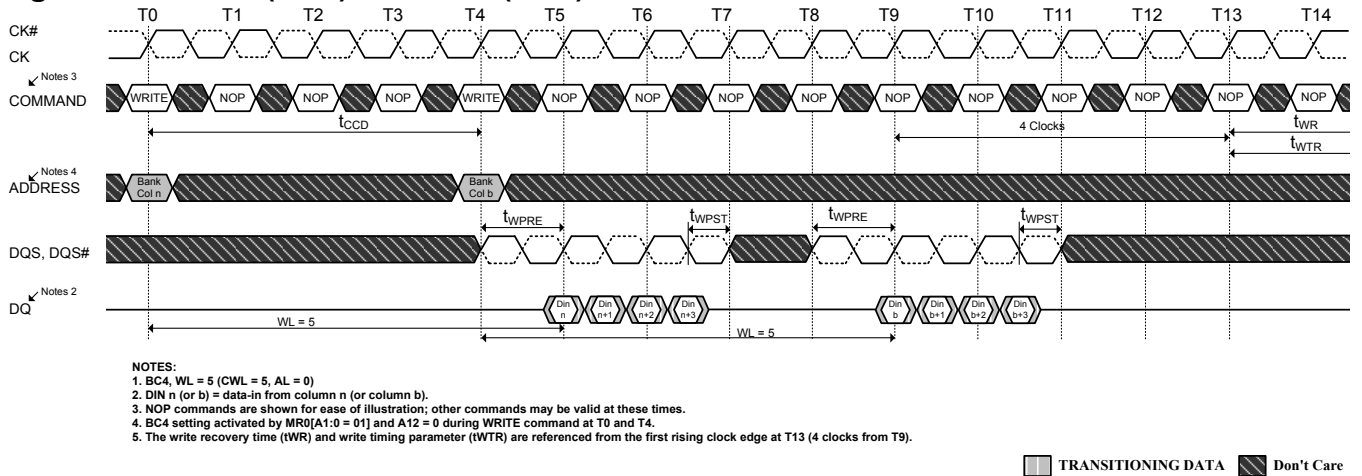 T0 T1 T2 T3 T4 T5 T6 T7 T8 T9 T10 T11 T12 T13 T14
CK#
CK
Notes 3
COMMAND
WRITE NOP NOP NOP WRITE NOP NOP NOP NOP NOP NOP NOP NOP NOP NOP
tCCD
4 Clocks
tWR
tWTR
Notes 4
ADDRESS
Bank Col n
Bank Col b
tWPRE tWPST tWPRE tWPST
DQS, DQS#
Notes 2
DQ
Din n
Din n+1
Din n+2
Din n+3
Din b
Din b+1
Din b+2
Din b+3
WL = 5
WL = 5
NOTES:
1. BC4, WL = 5 (CWL = 5, AL = 0)
2. DIN n (or b) = data-in from column n (or column b).
3. NOP commands are shown for ease of illustration; other commands may be valid at these times.
4. BC4 setting activated by MR0[A1:0 = 01] and A12 = 0 during WRITE command at T0 and T4.
5. The write recovery time (tWR) and write timing parameter (tWTR) are referenced from the first rising clock edge at T13 (4 clocks from T9).
TRANSITIONING DATA
Don't Care